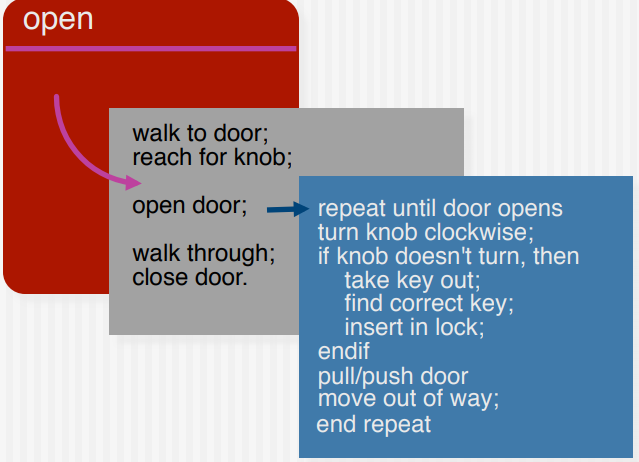 open
walk to door;
reach for knob;
open door;
walk through;
close door.
repeat until door opens
turn knob clockwise;
if knob doesn't turn, then
take key out;
find correct key;
insert in lock;
endif
pull/push door
move out of way;
end repeat